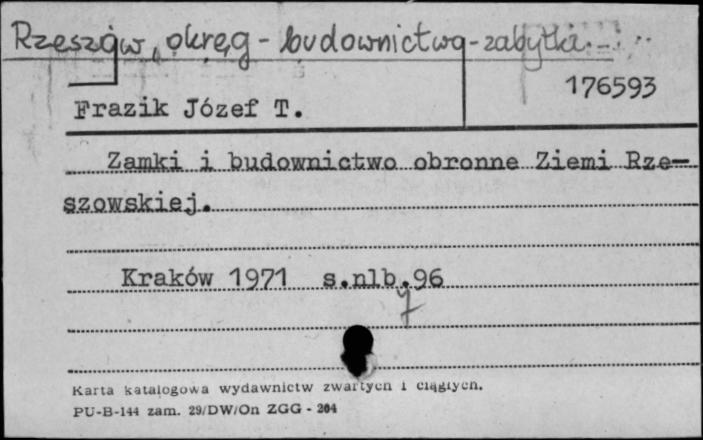 Rzeszów, okręg - budownictwo - zabytki
176593
Frazik Józef T.
Zamki i budownictwo obronne Ziemi Rze-
szowskiej.
Kraków 1971 s.nlb.96
7
Karta katalogowa wydawnictw zwartych i ciągłych.
PU-B-144 zam. 29/DW/On ZGG - 204